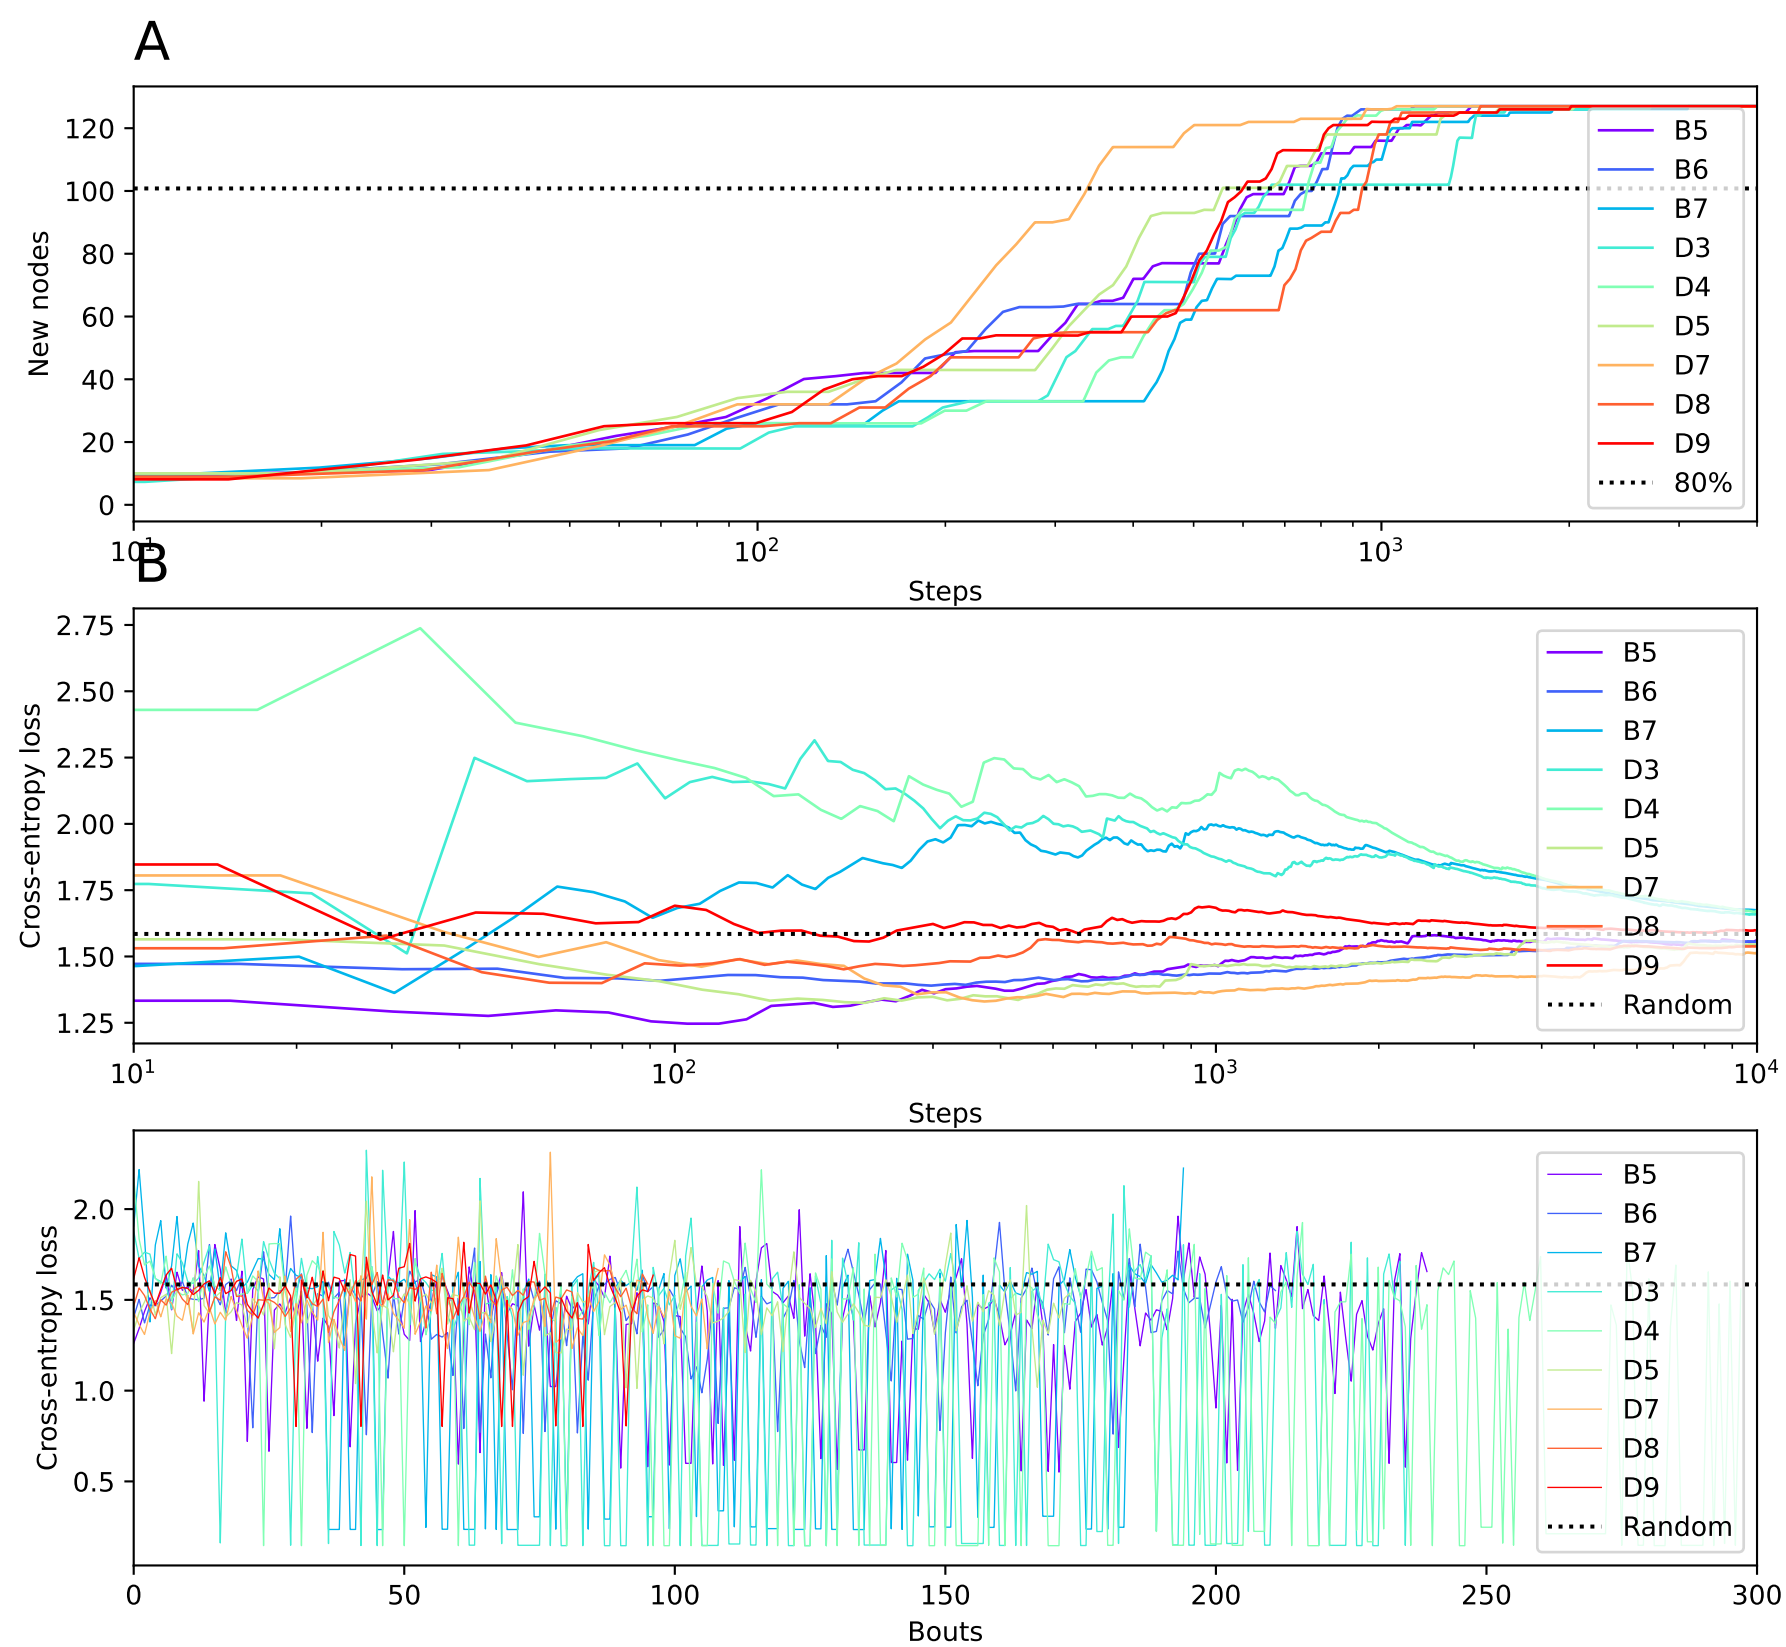 A
New nodes
120
100
80
60
40
20
0
B5
B6
B7
D3
D4
D5
D7
D8
D9
80%
10¹ 10² 10³
Steps
B
Cross-entropy loss
2.75
2.50
2.25
2.00
1.75
1.50
1.25
B5
B6
B7
D3
D4
D5
D7
D8
D9
Random
10¹ 10² 10³ 10⁴
Steps
Cross-entropy loss
2.0
1.5
1.0
0.5
B5
B6
B7
D3
D4
D5
D7
D8
D9
Random
0 50 100 150 200 250 300
Bouts